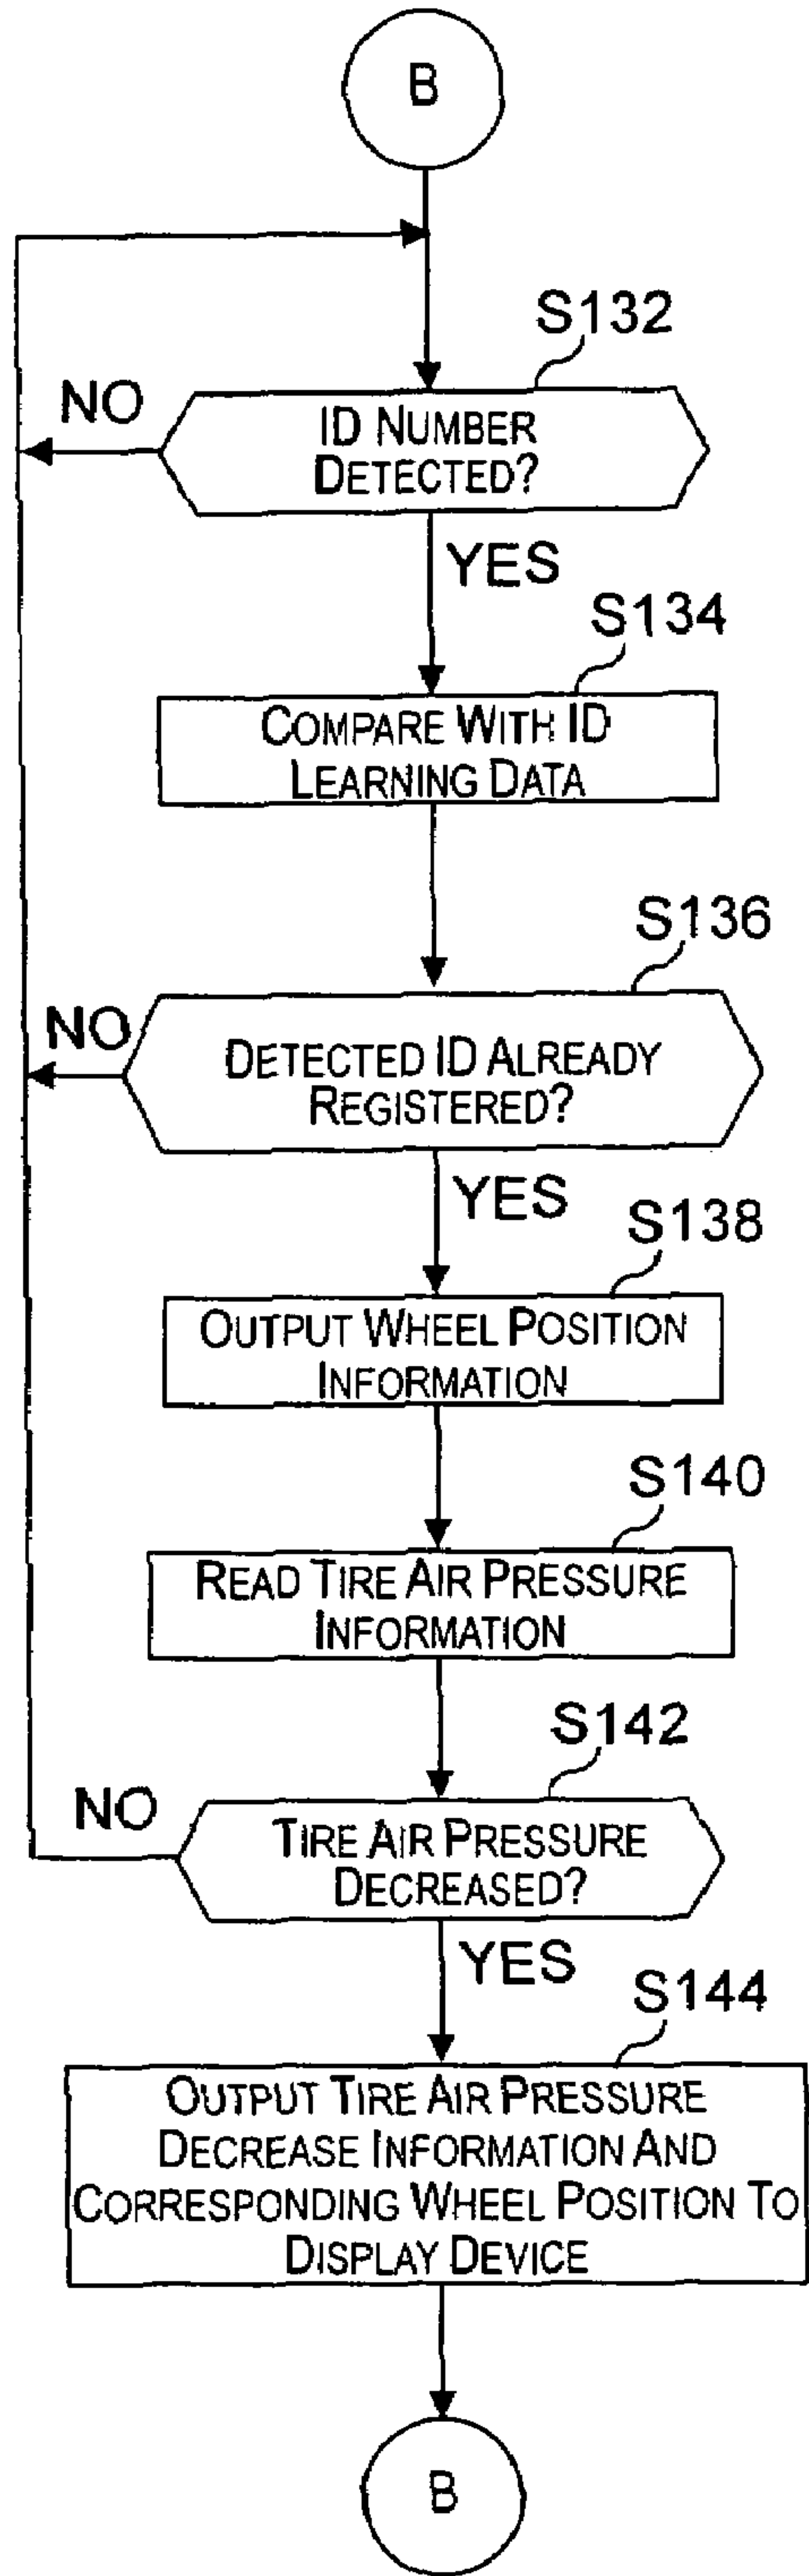 B
S132
NO
ID NUMBER
DETECTED?
YES
S134
COMPARE WITH ID
LEARNING DATA
S136
NO
DETECTED ID ALREADY
REGISTERED?
YES
S138
OUTPUT WHEEL POSITION
INFORMATION
S140
READ TIRE AIR PRESSURE
INFORMATION
S142
NO
TIRE AIR PRESSURE
DECREASED?
YES
S144
OUTPUT TIRE AIR PRESSURE
DECREASE INFORMATION AND
CORRESPONDING WHEEL POSITION TO
DISPLAY DEVICE
B